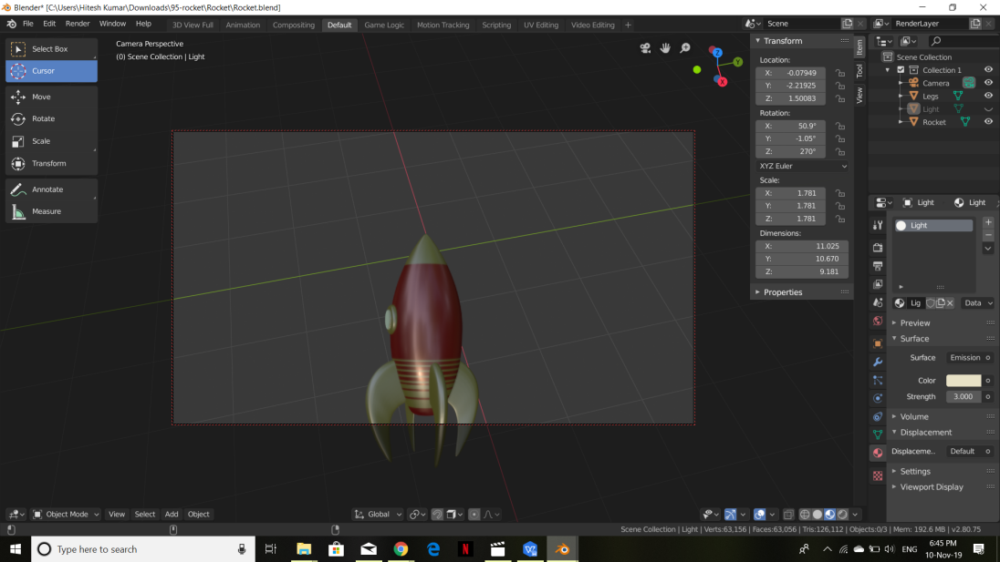 Blender* [C:\Users\Hitesh Kumar\Downloads\95-rocket\Rocket\Rocket.blend]
File Edit Render Window Help 3D View Full Animation Compositing Default Game Logic Motion Tracking Scripting UV Editing Video Editing + Scene RenderLayer
Select Box
Cursor
Move
Rotate
Scale
Transform
Annotate
Measure
Camera Perspective
(0) Scene Collection | Light
Z
Y
X
Transform
Location:
X: -0.07949
Y: -2.21925
Z: 1.50083
Rotation:
X: 50.9°
Y: -1.05°
Z: 270°
XYZ Euler
Scale:
X: 1.781
Y: 1.781
Z: 1.781
Dimensions:
X: 11.025
Y: 10.670
Z: 9.181
Properties
Item
Tool
View
Scene Collection
Collection 1
Camera
Legs
Light
Rocket
Light Light
Light
Lig Data
Preview
Surface
Surface Emission
Color
Strength 3.000
Volume
Displacement
Displaceme.. Default
Settings
Viewport Display
Object Mode View Select Add Object Global
Scene Collection | Light | Verts:63,156 | Faces:63,056 | Tris:126,112 | Objects:0/3 | Mem: 192.6 MB | v2.80.75
Type here to search
ENG
6:45 PM
10-Nov-19